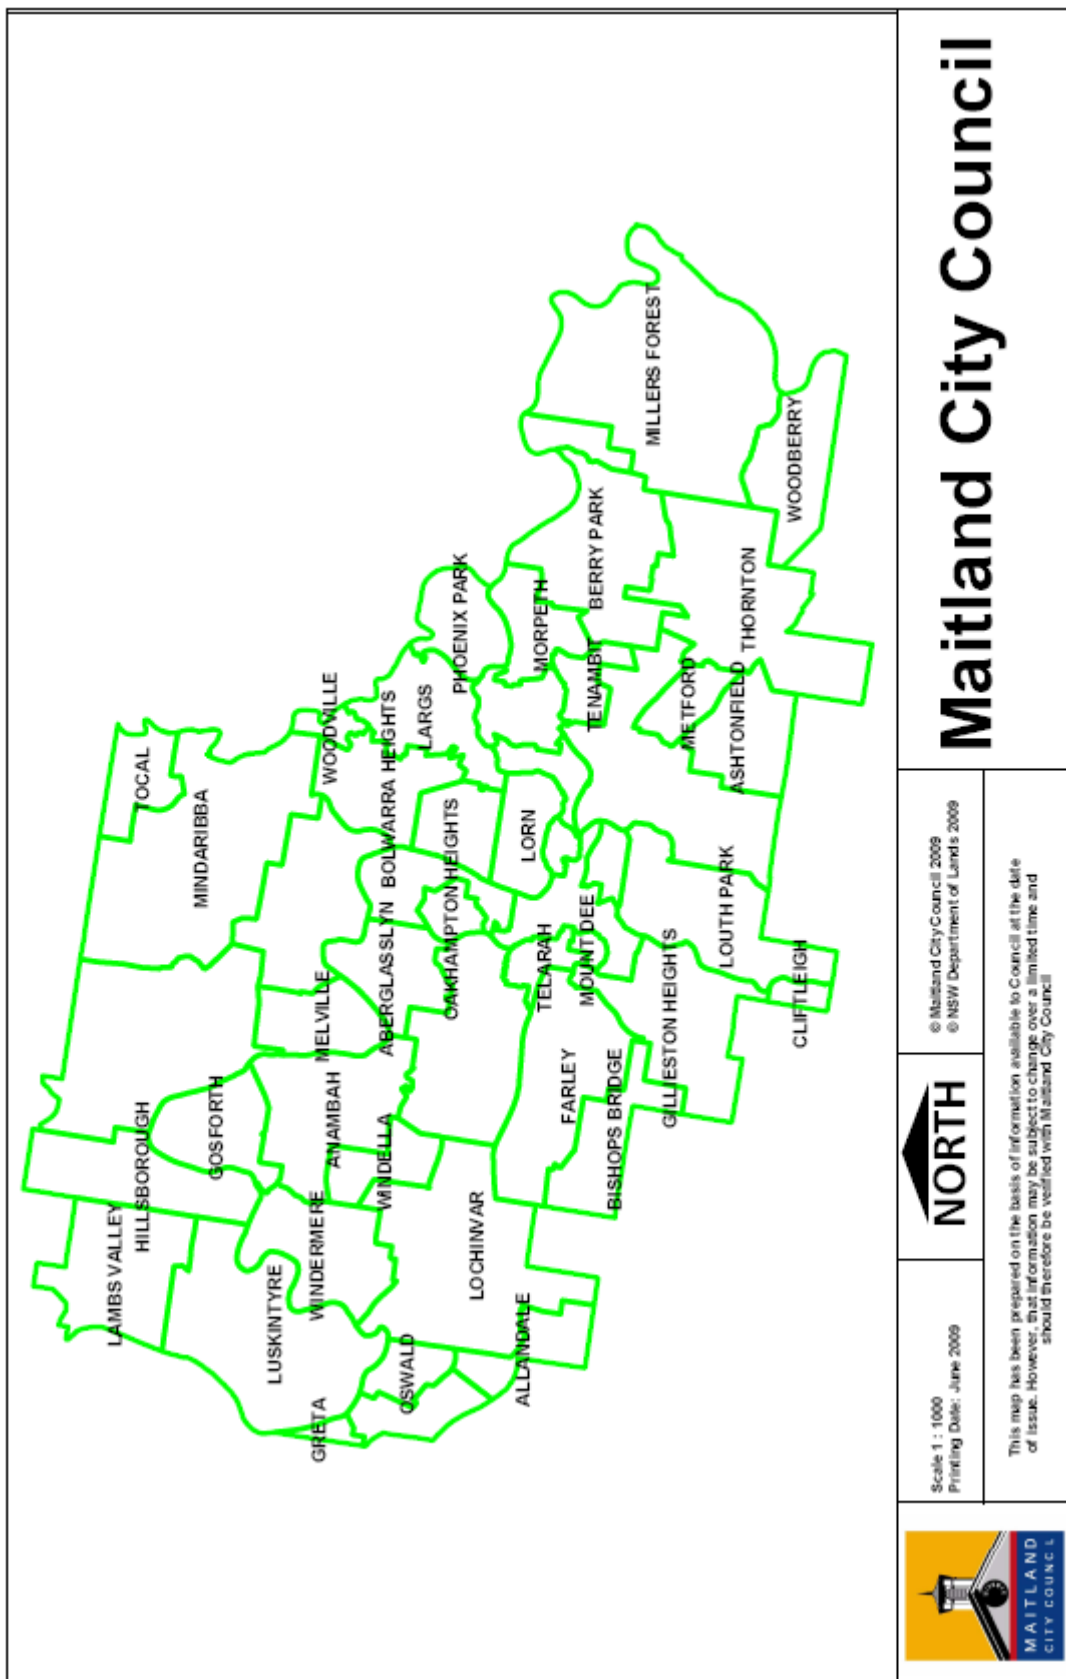 LAMBS VALLEY
HILLSBOROUGH
TOCAL
MINDARIBBA
GOSFORTH
LUSKINTYRE
WINDERMERE
ANAMBAH
MELVILLE
WOODVILLE
GRETA
WINDELLA
ABERGLASSLYN
BOLWARRA HEIGHTS
LARGS
OSWALD
OAKHAMPTON HEIGHTS
PHOENIX PARK
LOCHINVAR
LORN
MORPETH
ALLANDALE
TELARAH
FARLEY
MOUNT DEE
TENAMBIT
BERRY PARK
BISHOPS BRIDGE
GILLIESTON HEIGHTS
METFORD
MILLERS FOREST
LOUTH PARK
ASHTONFIELD
THORNTON
WOODBERRY
CLIFTLEIGH
MAITLAND
CITY COUNCIL
Scale 1 : 1000
Printing Date: June 2009
NORTH
© Maitland City Council 2009
© NSW Department of Lands 2009
This map has been prepared on the basis of information available to Council at the date
of issue. However, that information may be subject to change over a limited time and
should therefore be verified with Maitland City Council
Maitland City Council